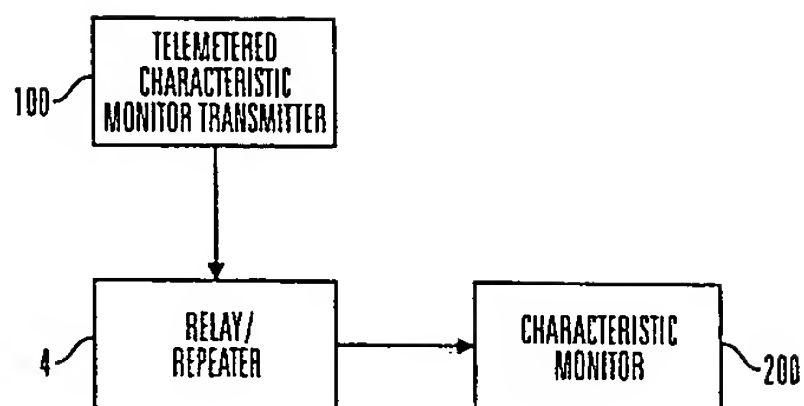 TELEMETERED
CHARACTERISTIC
MONITOR TRANSMITTER
100
RELAY/
REPEATER
4
CHARACTERISTIC
MONITOR
200